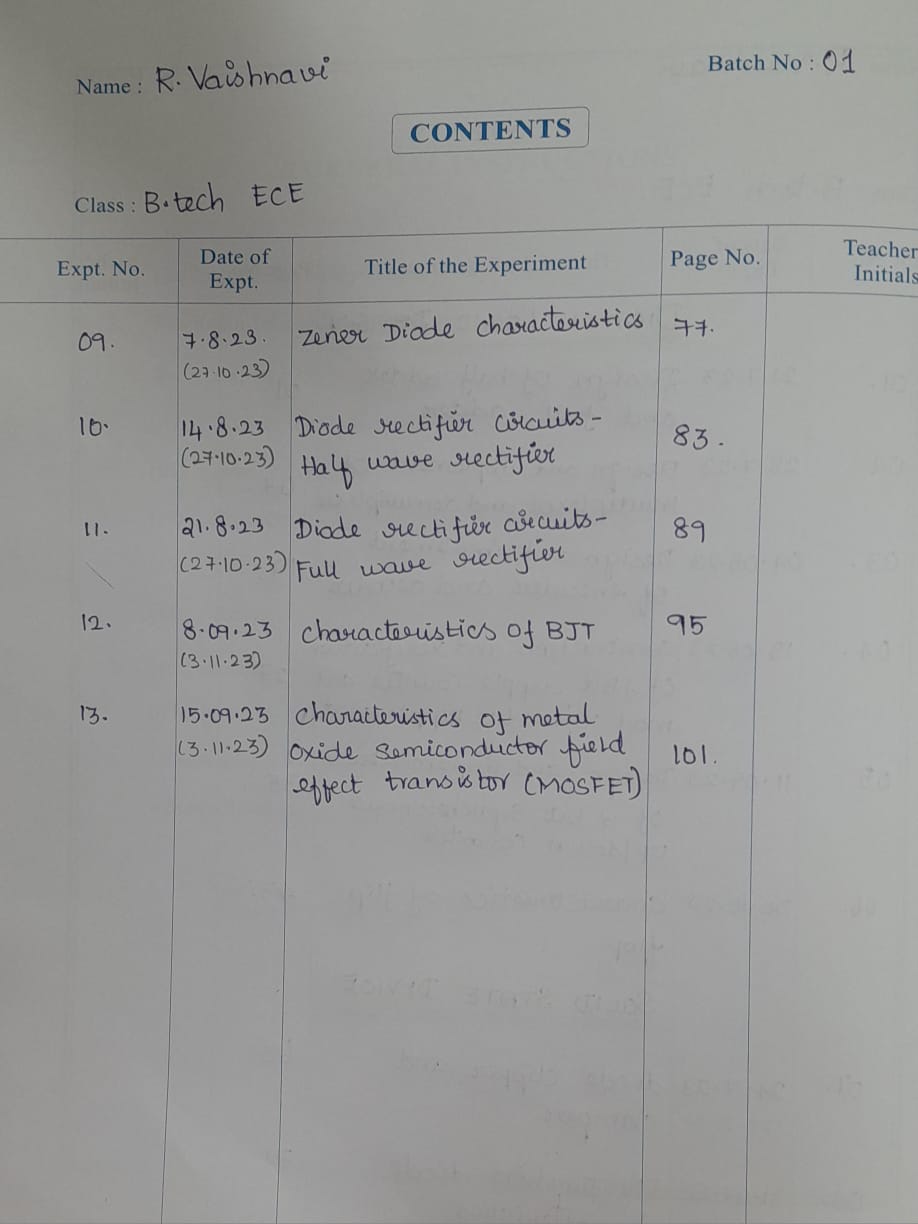 Name : R. Vaishnavi
Batch No : 01
CONTENTS
Class : B.tech ECE
Expt. No. Date of Expt. Title of the Experiment Page No. Teacher Initials
09. 7.8.23. Zener Diode characteristics 77.
(27.10.23)
10. 14.8.23 Diode rectifier circuits-
(27.10.23) Half wave rectifier 83.
11. 21.8.23 Diode rectifier circuits- 89
(27.10.23) Full wave rectifier
12. 8.09.23 characteristics of BJT 95
(3.11.23)
13. 15.09.23 characteristics of metal
(3.11.23) oxide semiconductor field 101.
effect transistor (MOSFET)